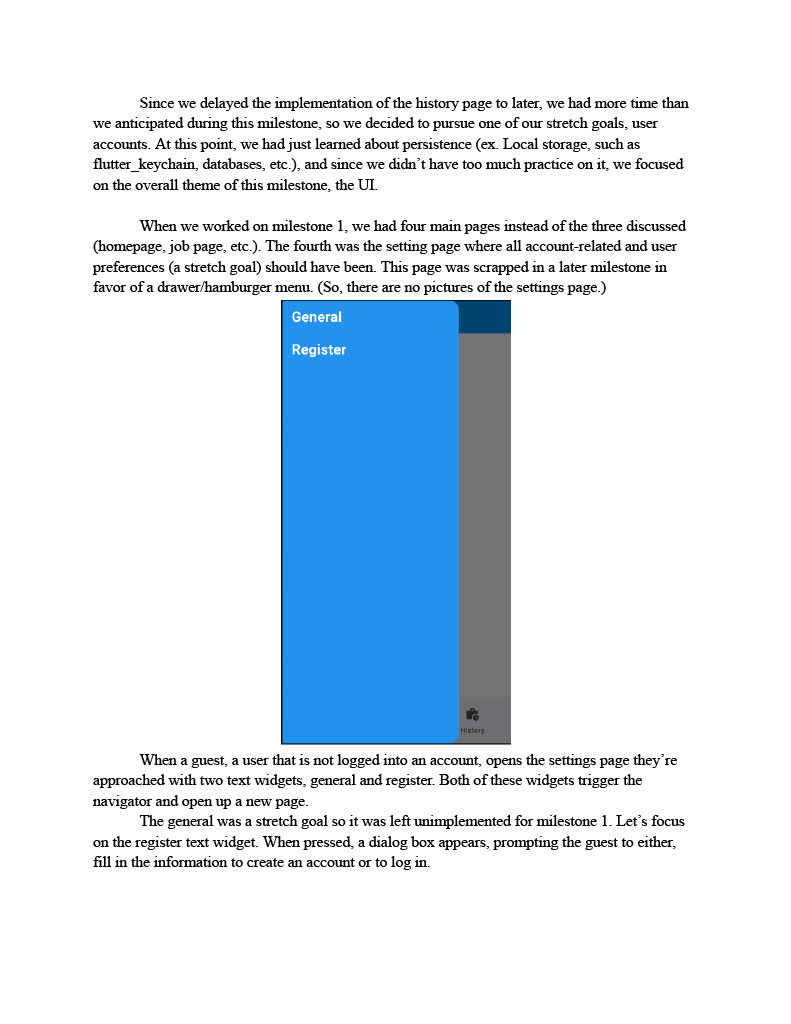 Since we delayed the implementation of the history page to later, we had more time than
we anticipated during this milestone, so we decided to pursue one of our stretch goals, user
accounts. At this point, we had just learned about persistence (ex. Local storage, such as
flutter_keychain, databases, etc.), and since we didn’t have too much practice on it, we focused
on the overall theme of this milestone, the UI.
When we worked on milestone 1, we had four main pages instead of the three discussed
(homepage, job page, etc.). The fourth was the setting page where all account-related and user
preferences (a stretch goal) should have been. This page was scrapped in a later milestone in
favor of a drawer/hamburger menu. (So, there are no pictures of the settings page.)
General
Register
History
When a guest, a user that is not logged into an account, opens the settings page they’re
approached with two text widgets, general and register. Both of these widgets trigger the
navigator and open up a new page.
The general was a stretch goal so it was left unimplemented for milestone 1. Let’s focus
on the register text widget. When pressed, a dialog box appears, prompting the guest to either,
fill in the information to create an account or to log in.